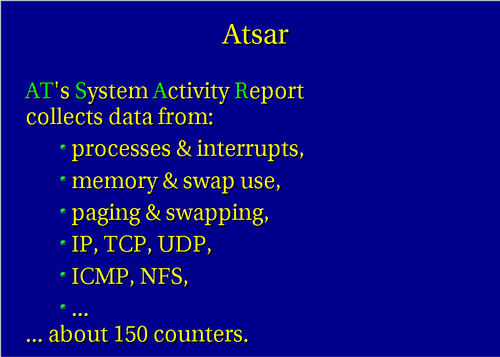 Atsar
AT's System Activity Report
collects data from:
processes & interrupts,
memory & swap use,
paging & swapping,
IP, TCP, UDP,
ICMP, NFS,
...
... about 150 counters.